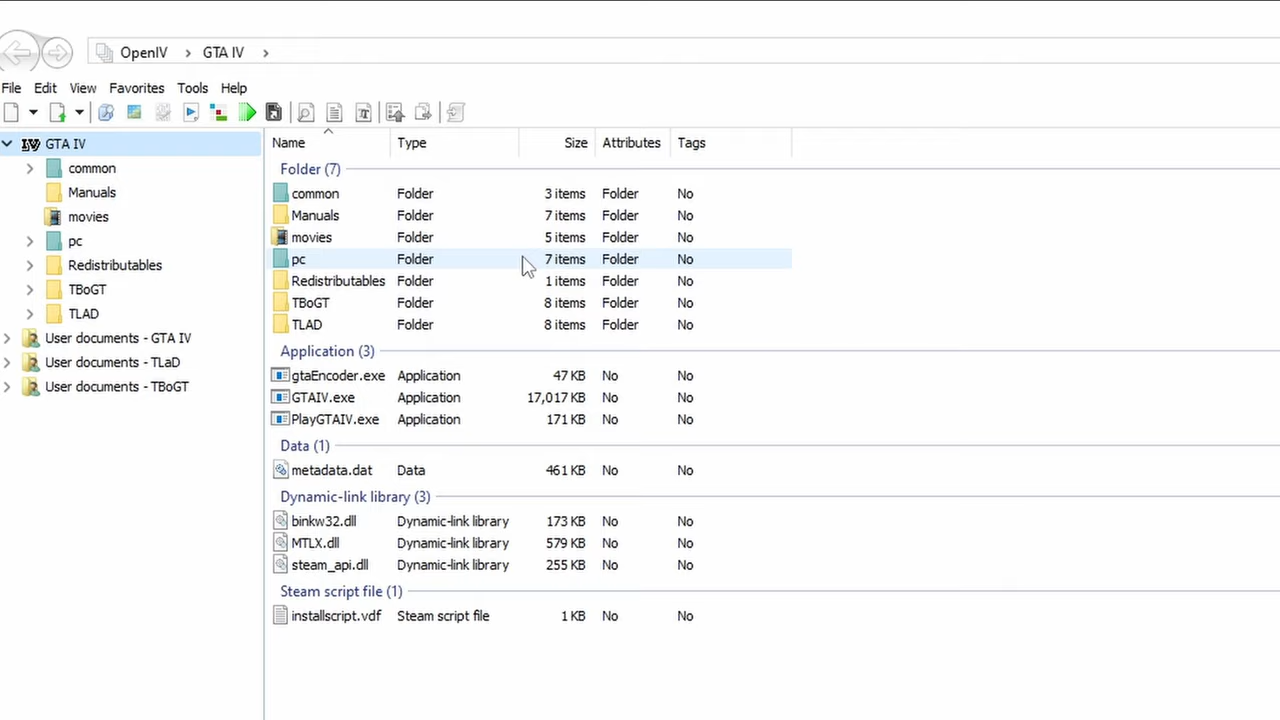 OpenIV > GTA IV >
File Edit View Favorites Tools Help
IV GTA IV
common
Manuals
movies
pc
Redistributables
TBoGT
TLAD
User documents - GTA IV
User documents - TLaD
User documents - TBoGT
Name Type Size Attributes Tags
Folder (7)
common Folder 3 items Folder No
Manuals Folder 7 items Folder No
movies Folder 5 items Folder No
pc Folder 7 items Folder No
Redistributables Folder 1 items Folder No
TBoGT Folder 8 items Folder No
TLAD Folder 8 items Folder No
Application (3)
gtaEncoder.exe Application 47 KB No No
GTAIV.exe Application 17,017 KB No No
PlayGTAIV.exe Application 171 KB No No
Data (1)
metadata.dat Data 461 KB No No
Dynamic-link library (3)
binkw32.dll Dynamic-link library 173 KB No No
MTLX.dll Dynamic-link library 579 KB No No
steam_api.dll Dynamic-link library 255 KB No No
Steam script file (1)
installscript.vdf Steam script file 1 KB No No